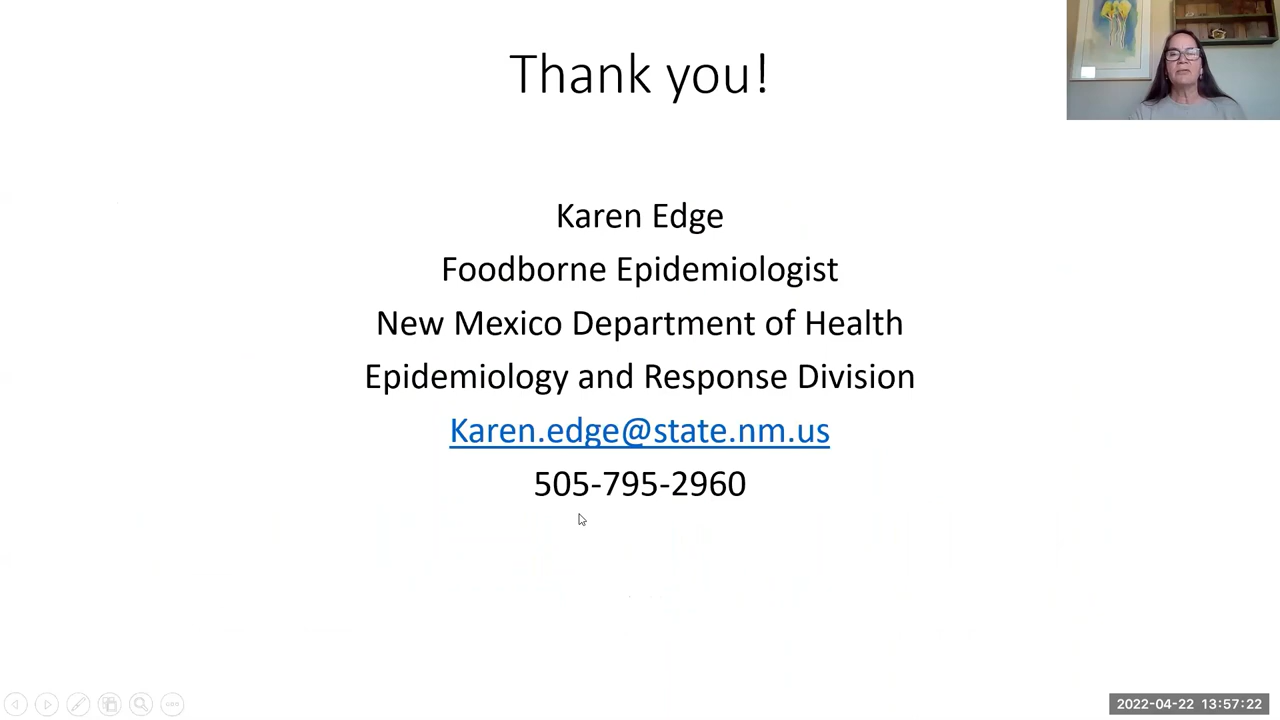 Thank you!
Karen Edge
Foodborne Epidemiologist
New Mexico Department of Health
Epidemiology and Response Division
Karen.edge@state.nm.us
505-795-2960
2022-04-22 13:57:22